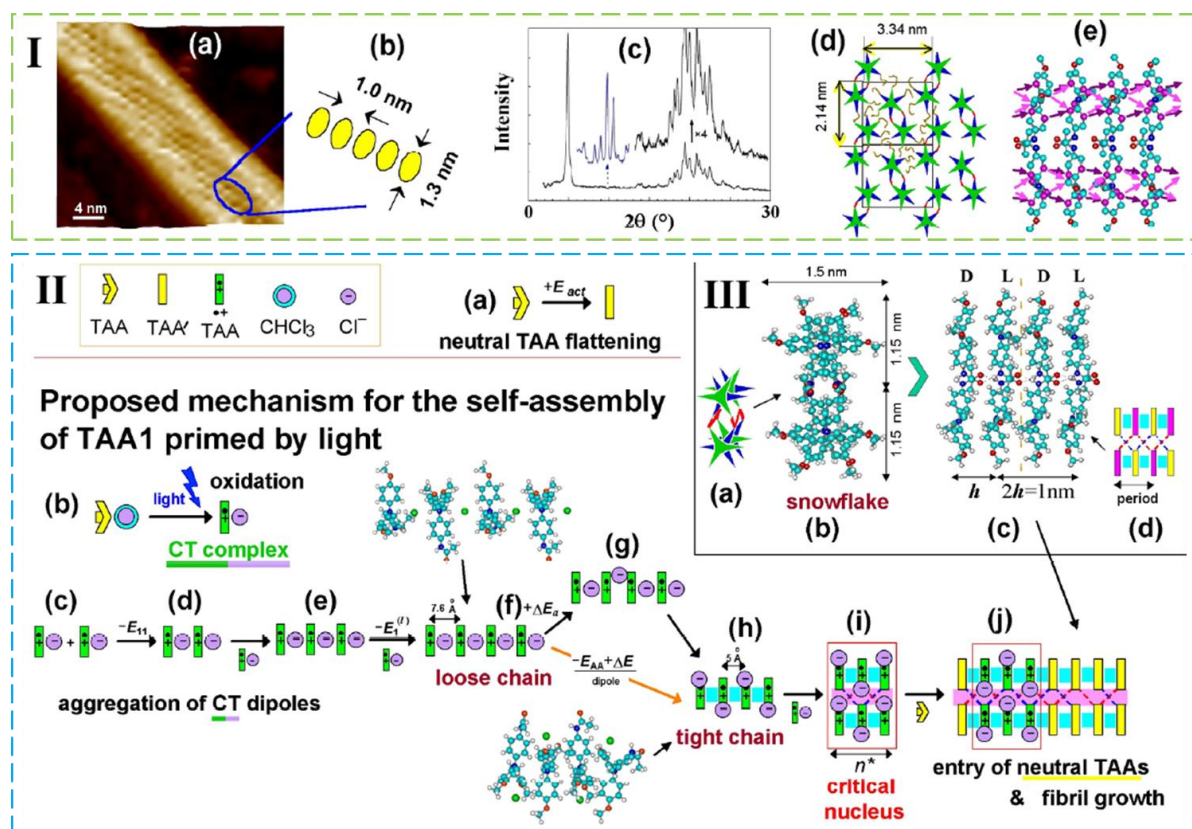 I
(a)
4 nm
(b)
1.0 nm
1.3 nm
(c)
Intensity
×4
0
2θ (°)
30
(d)
3.34 nm
2.14 nm
(e)
II
TAA
TAA′
•+
TAA
CHCl₃
Cl⁻
(a)
+E act
neutral TAA flattening
Proposed mechanism for the self-assembly
of TAA1 primed by light
(b)
light
oxidation
CT complex
(c)
+
−E₁₁
(d)
(e)
−E₁⁽ˡ⁾
7.6 Å
(f)
+ΔEₐ
loose chain
aggregation of CT dipoles
(g)
−E_AA + ΔE
dipole
(h)
5 Å
tight chain
(i)
n*
critical
nucleus
(j)
entry of neutral TAAs
& fibril growth
III
1.5 nm
1.15 nm
1.15 nm
(a)
snowflake
(b)
D L D L
h
2h=1nm
(c)
period
(d)